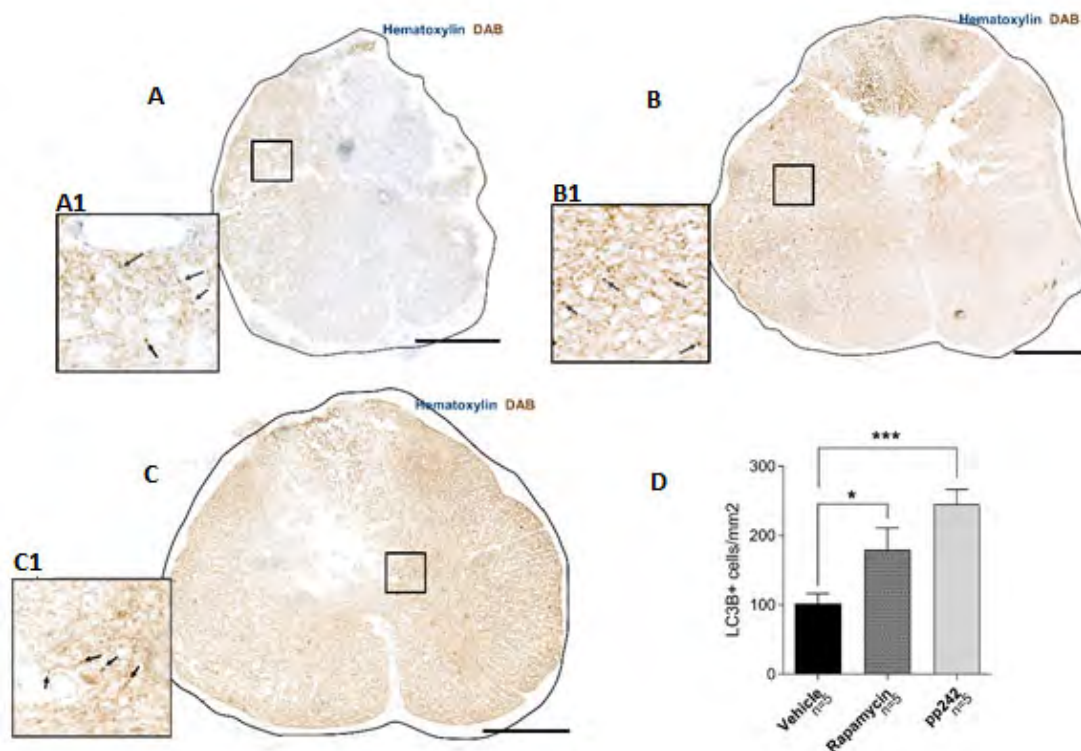 Hematoxylin DAB
A
A1
Hematoxylin DAB
B
B1
Hematoxylin DAB
C
C1
D
***
*
300
200
100
0
LC3B+ cells/mm2
Vehicle
n=5
Rapamycin
n=5
pp242
n=5